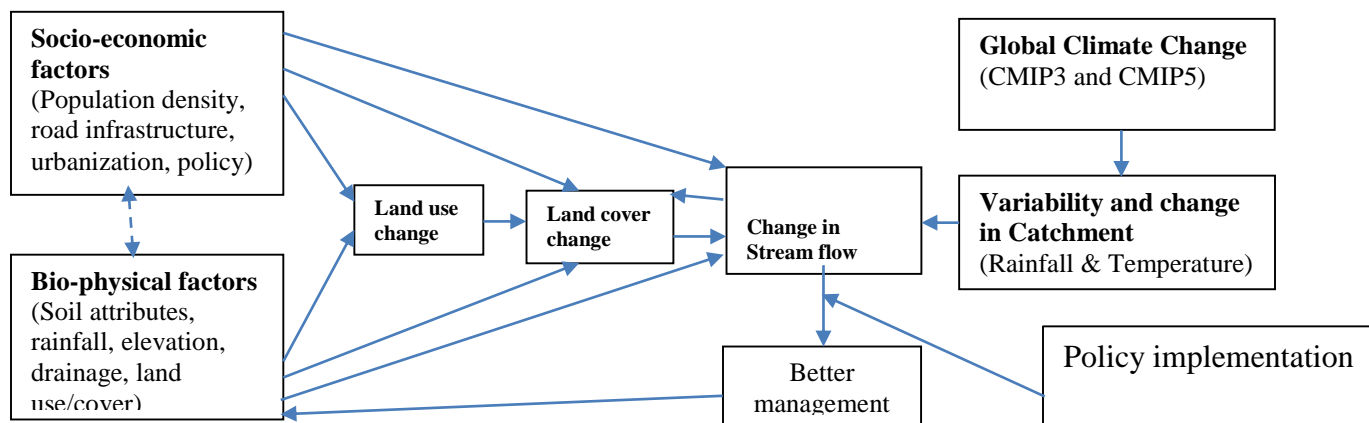 Socio-economic
factors
(Population density,
road infrastructure,
urbanization, policy)
Global Climate Change
(CMIP3 and CMIP5)
Land use
change
Land cover
change
Change in
Stream flow
Variability and change
in Catchment
(Rainfall & Temperature)
Bio-physical factors
(Soil attributes,
rainfall, elevation,
drainage, land
use/cover)
Better
management
Policy implementation